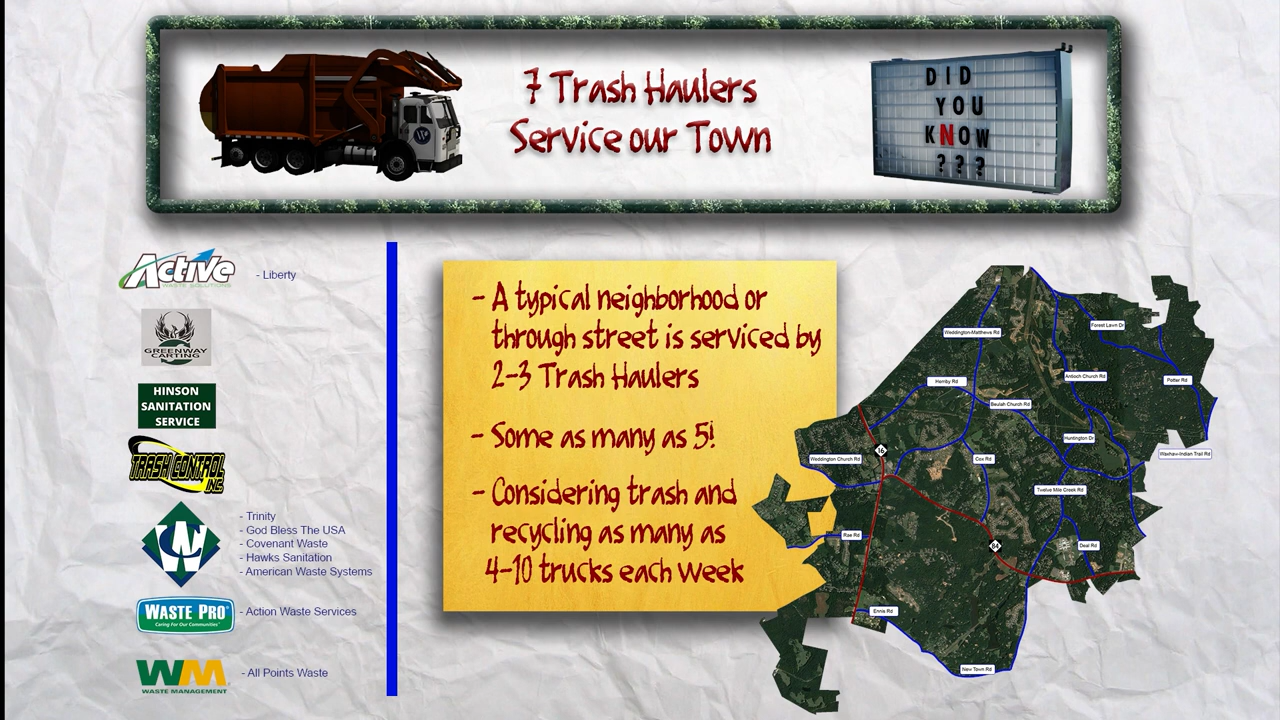 7 Trash Haulers
Service our Town
DID
YOU
KNOW
???
Active
WASTE SOLUTIONS
- Liberty
GREENWAY
CARTING
HINSON
SANITATION
SERVICE
TRASH CONTROL
INC.
WCN
- Trinity
- God Bless The USA
- Covenant Waste
- Hawks Sanitation
- American Waste Systems
WASTE PRO®
Caring For Our Communities
- Action Waste Services
WM
WASTE MANAGEMENT
- All Points Waste
- A typical neighborhood or
through street is serviced by
2-3 Trash Haulers
- Some as many as 5!
- Considering trash and
recycling as many as
4-10 trucks each week
Weddington-Matthews Rd
Forest Lawn Dr
Hemby Rd
Antioch Church Rd
Potter Rd
Beulah Church Rd
Huntington Dr
16
Weddington Church Rd
Cox Rd
Waxhaw-Indian Trail Rd
Twelve Mile Creek Rd
Rae Rd
84
Deal Rd
Ennis Rd
New Town Rd